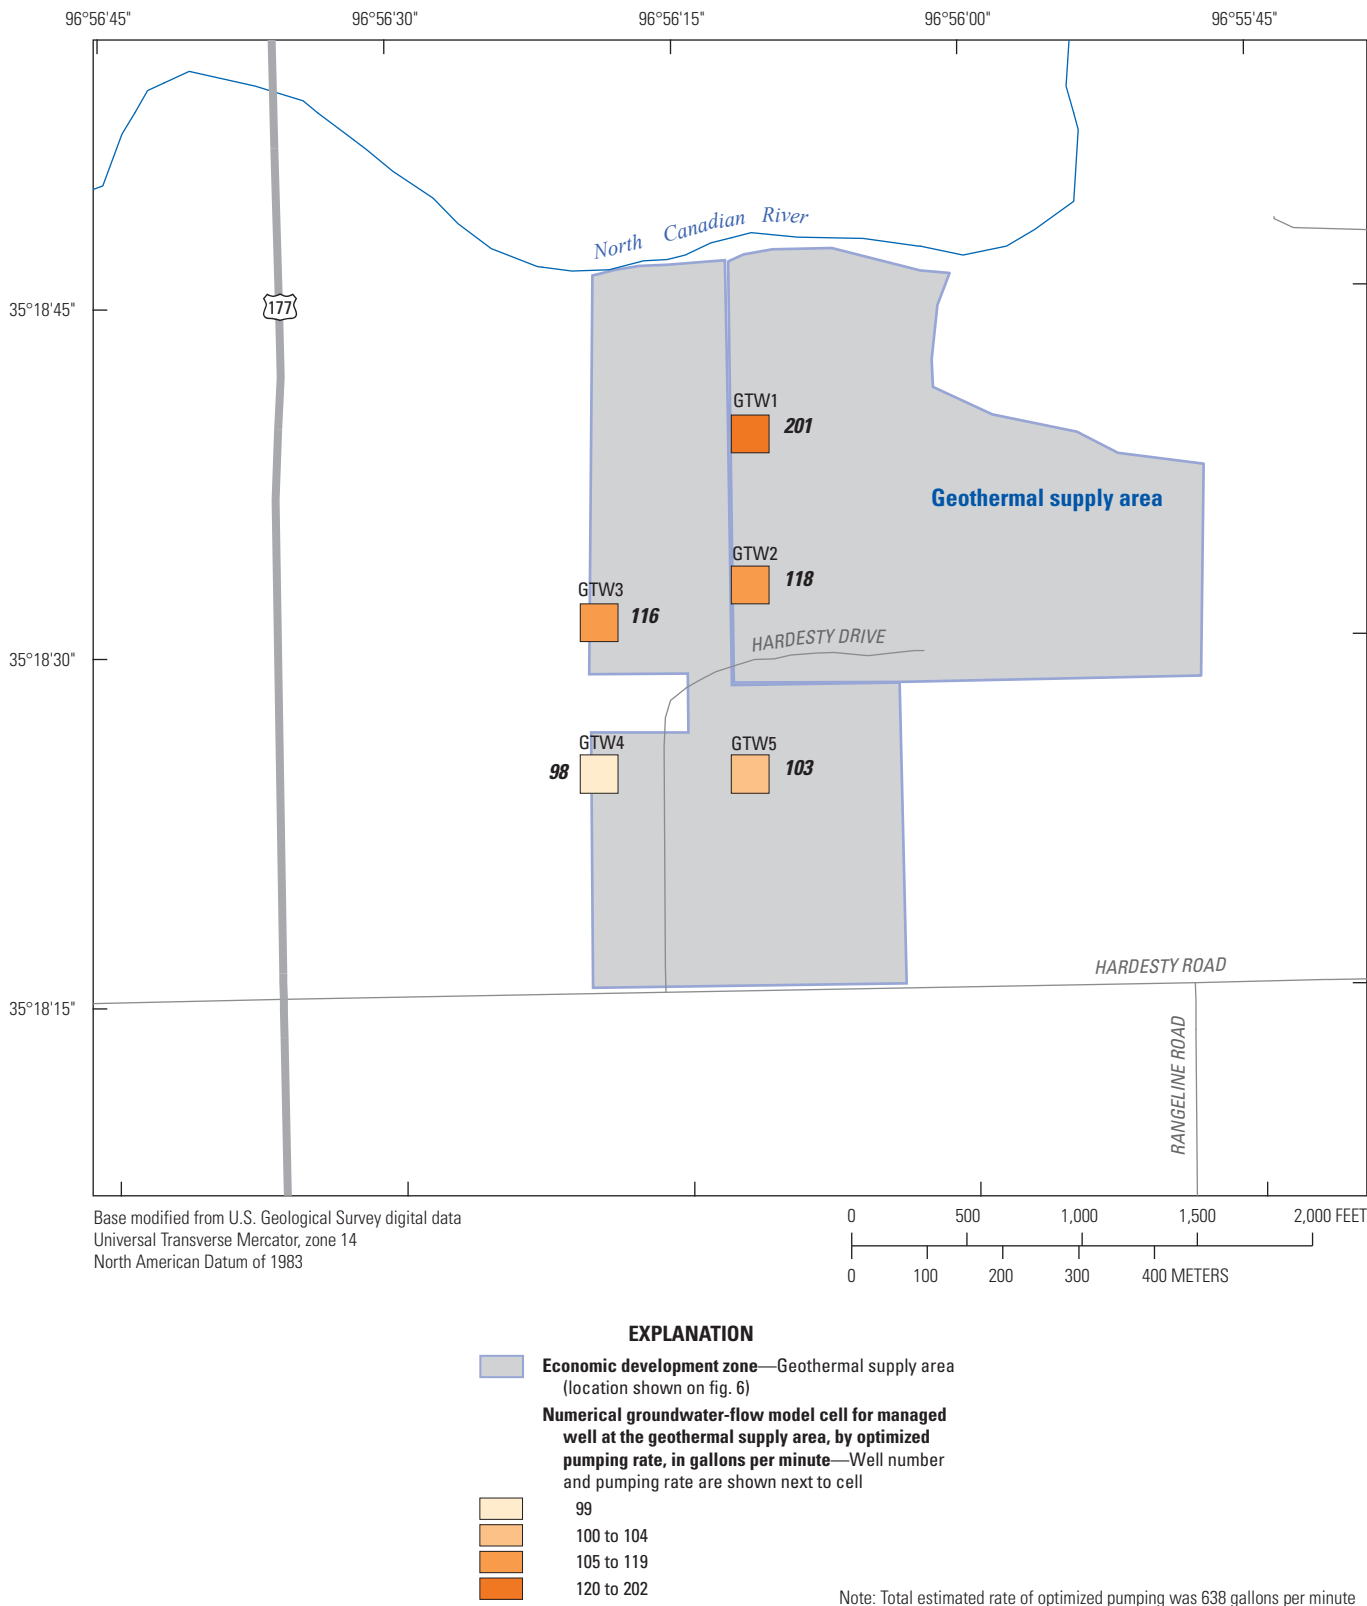 96°56'45"
96°56'30"
96°56'15"
96°56'00"
96°55'45"
North Canadian River
35°18'45"
177
GTW1
201
Geothermal supply area
GTW2
118
GTW3
116
HARDESTY DRIVE
35°18'30"
GTW4
98
GTW5
103
HARDESTY ROAD
35°18'15"
RANGELINE ROAD
Base modified from U.S. Geological Survey digital data
Universal Transverse Mercator, zone 14
North American Datum of 1983
0 500 1,000 1,500 2,000 FEET
0 100 200 300 400 METERS
EXPLANATION
Economic development zone—Geothermal supply area
(location shown on fig. 6)
Numerical groundwater-flow model cell for managed
well at the geothermal supply area, by optimized
pumping rate, in gallons per minute—Well number
and pumping rate are shown next to cell
99
100 to 104
105 to 119
120 to 202
Note: Total estimated rate of optimized pumping was 638 gallons per minute